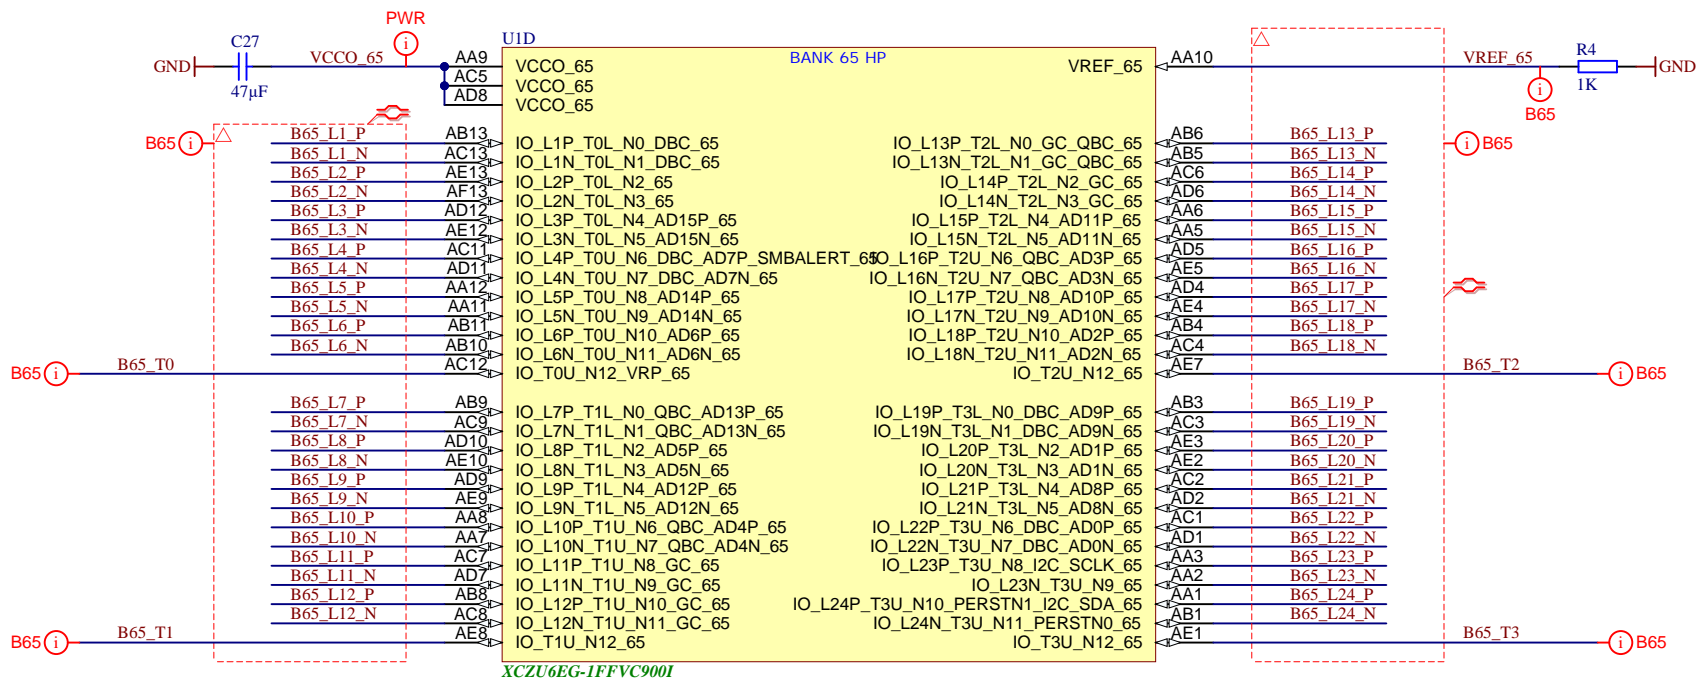 PWR
C27
GND
VCCO_65
47µF
U1D
BANK 65 HP
AA9 VCCO_65
AC5 VCCO_65
AD8 VCCO_65
VREF_65 AA10 VREF_65
R4
1K
GND
B65
B65
B65
B65_L1_P AB13 IO_L1P_T0L_N0_DBC_65
B65_L1_N AC13 IO_L1N_T0L_N1_DBC_65
B65_L2_P AE13 IO_L2P_T0L_N2_65
B65_L2_N AF13 IO_L2N_T0L_N3_65
B65_L3_P AD12 IO_L3P_T0L_N4_AD15P_65
B65_L3_N AE12 IO_L3N_T0L_N5_AD15N_65
B65_L4_P AC11 IO_L4P_T0U_N6_DBC_AD7P_SMBALERT_65
B65_L4_N AD11 IO_L4N_T0U_N7_DBC_AD7N_65
B65_L5_P AA12 IO_L5P_T0U_N8_AD14P_65
B65_L5_N AA11 IO_L5N_T0U_N9_AD14N_65
B65_L6_P AB11 IO_L6P_T0U_N10_AD6P_65
B65_L6_N AB10 IO_L6N_T0U_N11_AD6N_65
B65 B65_T0 AC12 IO_T0U_N12_VRP_65
B65_L7_P AB9 IO_L7P_T1L_N0_QBC_AD13P_65
B65_L7_N AC9 IO_L7N_T1L_N1_QBC_AD13N_65
B65_L8_P AD10 IO_L8P_T1L_N2_AD5P_65
B65_L8_N AE10 IO_L8N_T1L_N3_AD5N_65
B65_L9_P AD9 IO_L9P_T1L_N4_AD12P_65
B65_L9_N AE9 IO_L9N_T1L_N5_AD12N_65
B65_L10_P AA8 IO_L10P_T1U_N6_QBC_AD4P_65
B65_L10_N AA7 IO_L10N_T1U_N7_QBC_AD4N_65
B65_L11_P AC7 IO_L11P_T1U_N8_GC_65
B65_L11_N AD7 IO_L11N_T1U_N9_GC_65
B65_L12_P AB8 IO_L12P_T1U_N10_GC_65
B65_L12_N AC8 IO_L12N_T1U_N11_GC_65
B65 B65_T1 AE8 IO_T1U_N12_65
IO_L13P_T2L_N0_GC_QBC_65 AB6 B65_L13_P
IO_L13N_T2L_N1_GC_QBC_65 AB5 B65_L13_N
IO_L14P_T2L_N2_GC_65 AC6 B65_L14_P
IO_L14N_T2L_N3_GC_65 AD6 B65_L14_N
IO_L15P_T2L_N4_AD11P_65 AA6 B65_L15_P
IO_L15N_T2L_N5_AD11N_65 AA5 B65_L15_N
IO_L16P_T2U_N6_QBC_AD3P_65 AD5 B65_L16_P
IO_L16N_T2U_N7_QBC_AD3N_65 AE5 B65_L16_N
IO_L17P_T2U_N8_AD10P_65 AD4 B65_L17_P
IO_L17N_T2U_N9_AD10N_65 AE4 B65_L17_N
IO_L18P_T2U_N10_AD2P_65 AB4 B65_L18_P
IO_L18N_T2U_N11_AD2N_65 AC4 B65_L18_N
IO_T2U_N12_65 AE7 B65_T2 B65
IO_L19P_T3L_N0_DBC_AD9P_65 AB3 B65_L19_P
IO_L19N_T3L_N1_DBC_AD9N_65 AC3 B65_L19_N
IO_L20P_T3L_N2_AD1P_65 AE3 B65_L20_P
IO_L20N_T3L_N3_AD1N_65 AE2 B65_L20_N
IO_L21P_T3L_N4_AD8P_65 AC2 B65_L21_P
IO_L21N_T3L_N5_AD8N_65 AD2 B65_L21_N
IO_L22P_T3U_N6_DBC_AD0P_65 AC1 B65_L22_P
IO_L22N_T3U_N7_DBC_AD0N_65 AD1 B65_L22_N
IO_L23P_T3U_N8_I2C_SCLK_65 AA3 B65_L23_P
IO_L23N_T3U_N9_65 AA2 B65_L23_N
IO_L24P_T3U_N10_PERSTN1_I2C_SDA_65 AA1 B65_L24_P
IO_L24N_T3U_N11_PERSTN0_65 AB1 B65_L24_N
IO_T3U_N12_65 AE1 B65_T3 B65
XCZU6EG-1FFVC900I